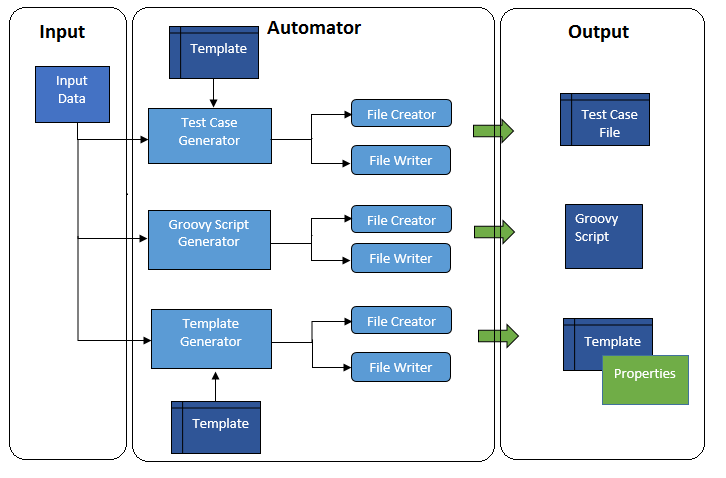 Input
Automator
Output
Template
Input
Data
Test Case
Generator
File Creator
File Writer
Test Case
File
Groovy Script
Generator
File Creator
File Writer
Groovy
Script
Template
Generator
File Creator
File Writer
Template
Properties
Template